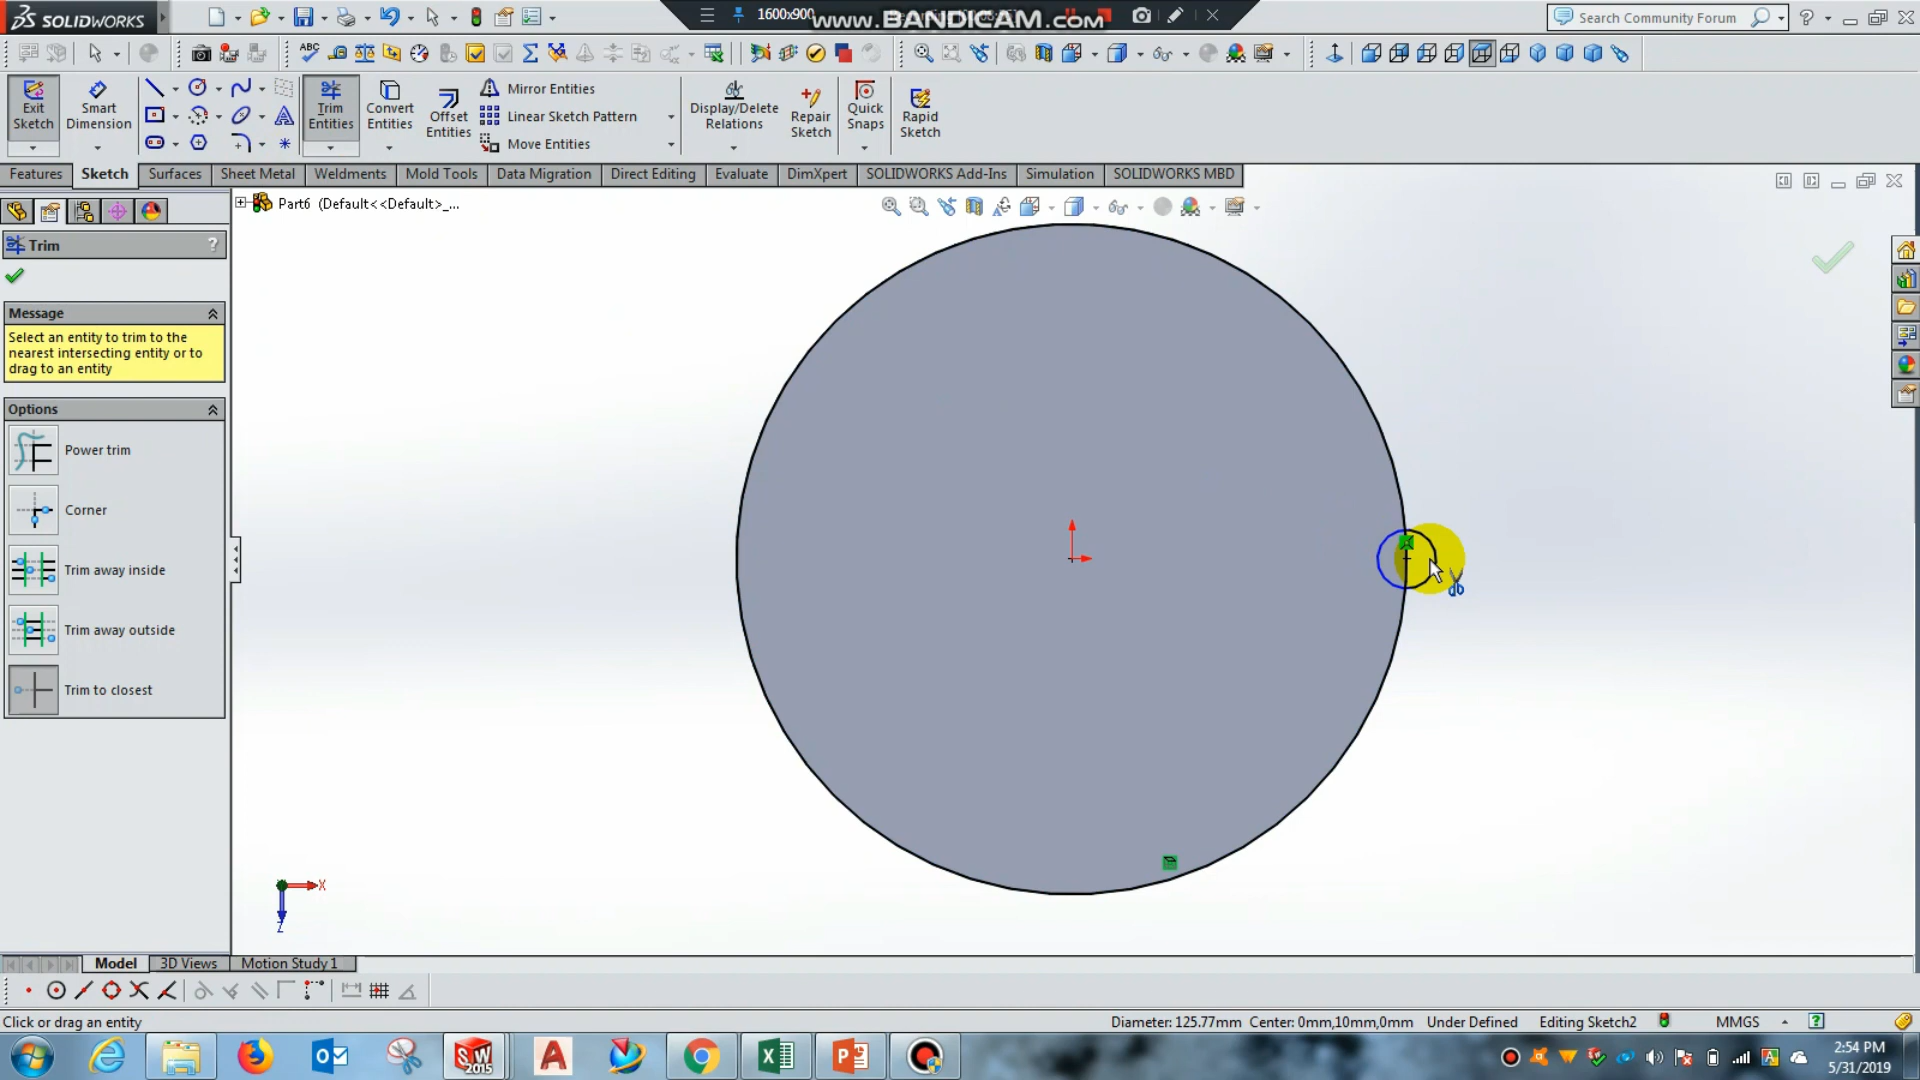 SOLIDWORKS
1600x900
www.BANDICAM.com
Search Community Forum
Exit Sketch
Smart Dimension
Trim Entities
Convert Entities
Offset Entities
Mirror Entities
Linear Sketch Pattern
Move Entities
Display/Delete Relations
Repair Sketch
Quick Snaps
Rapid Sketch
Features Sketch Surfaces Sheet Metal Weldments Mold Tools Data Migration Direct Editing Evaluate DimXpert SOLIDWORKS Add-Ins Simulation SOLIDWORKS MBD
Part6 (Default<<Default>_...
Trim ?
Message
Select an entity to trim to the
nearest intersecting entity or to
drag to an entity
Options
Power trim
Corner
Trim away inside
Trim away outside
Trim to closest
X
Z
Model 3D Views Motion Study 1
Click or drag an entity
Diameter: 125.77mm Center: 0mm,10mm,0mm Under Defined Editing Sketch2 MMGS
2:54 PM
5/31/2019